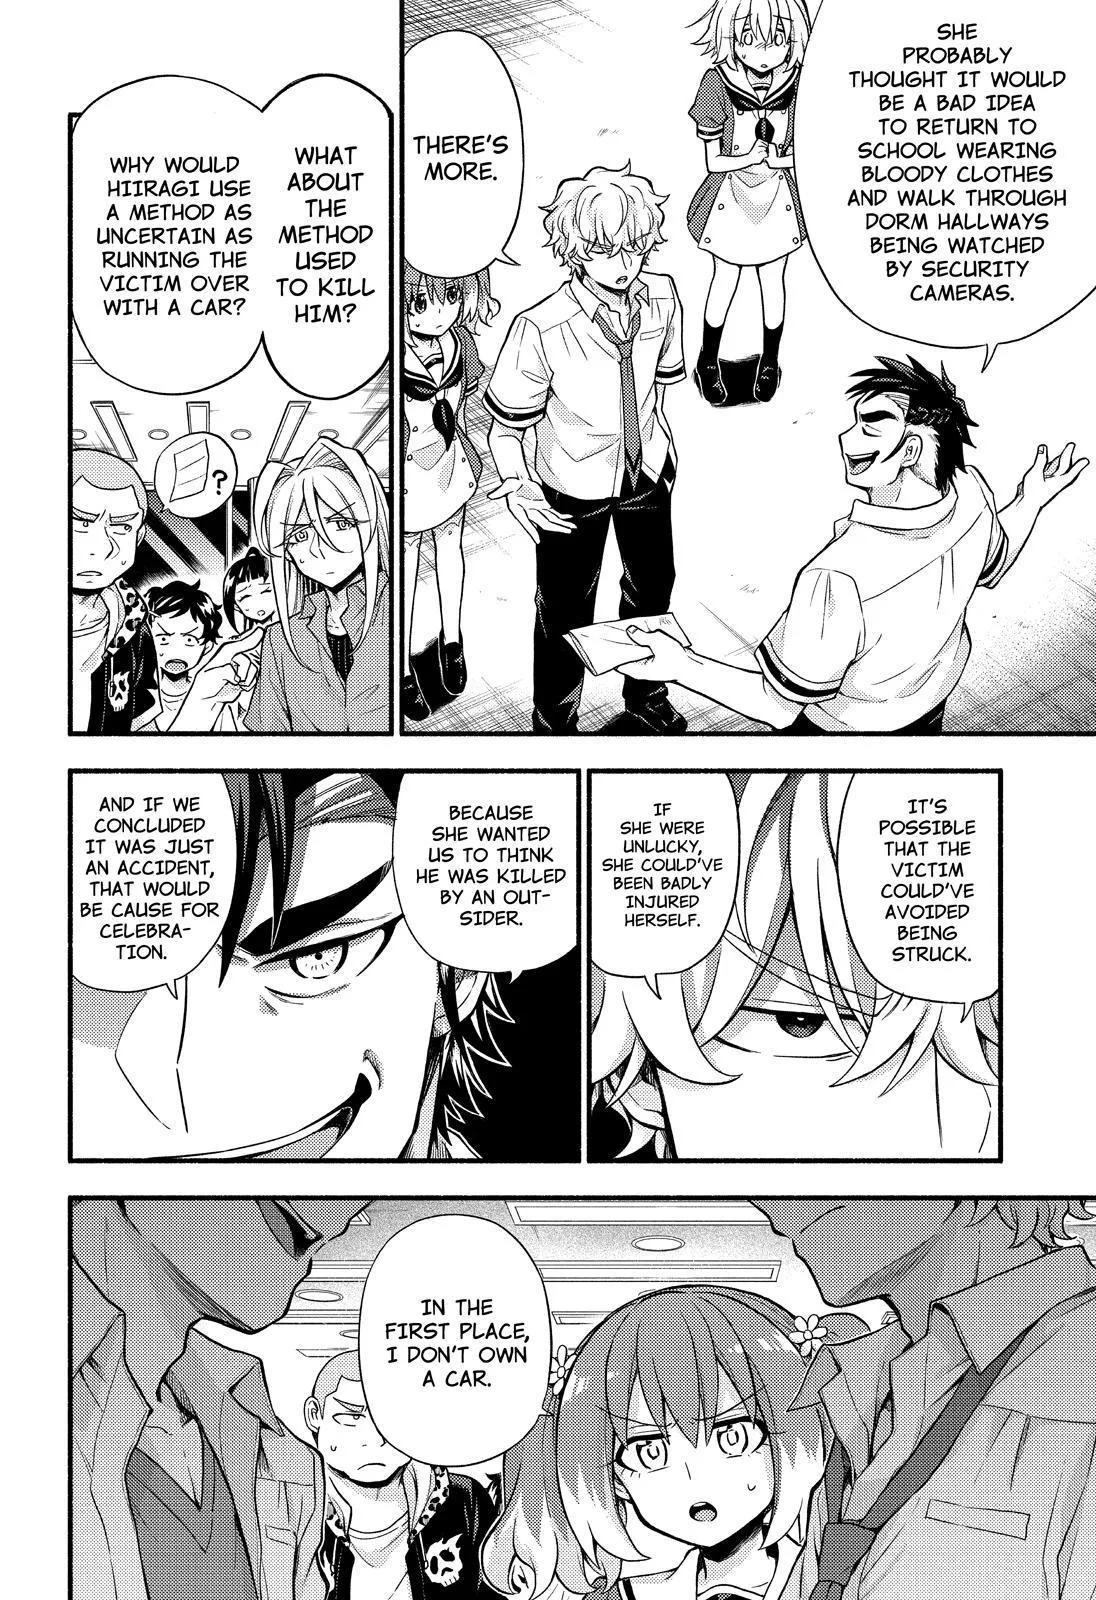 SHE
PROBABLY
THOUGHT IT WOULD
BE A BAD IDEA
TO RETURN TO
SCHOOL WEARING
BLOODY CLOTHES
AND WALK THROUGH
DORM HALLWAYS
BEING WATCHED
BY SECURITY
CAMERAS.
THERE'S
MORE.
WHAT
ABOUT
THE
METHOD
USED
TO KILL
HIM?
WHY WOULD
HIIRAGI USE
A METHOD AS
UNCERTAIN AS
RUNNING THE
VICTIM OVER
WITH A CAR?
?
IT'S
POSSIBLE
THAT THE
VICTIM
COULD'VE
AVOIDED
BEING
STRUCK.
IF
SHE WERE
UNLUCKY,
SHE COULD'VE
BEEN BADLY
INJURED
HERSELF.
BECAUSE
SHE WANTED
US TO THINK
HE WAS KILLED
BY AN OUT-
SIDER.
AND IF WE
CONCLUDED
IT WAS JUST
AN ACCIDENT,
THAT WOULD
BE CAUSE FOR
CELEBRA-
TION.
IN THE
FIRST PLACE,
I DON'T OWN
A CAR.